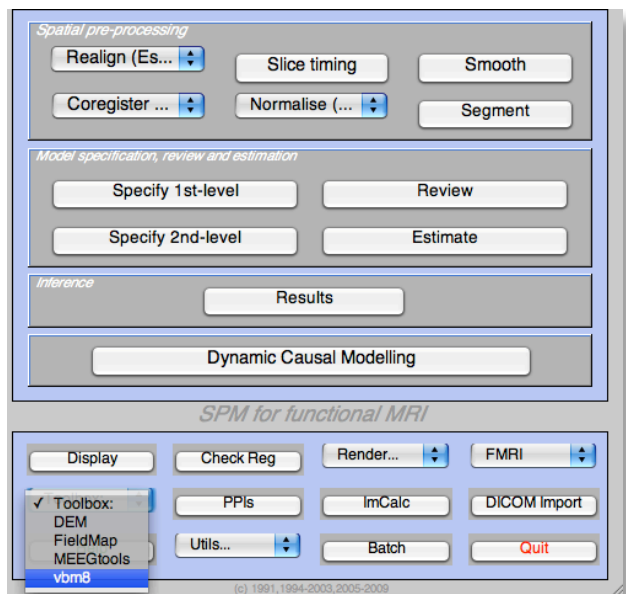 Spatial pre-processing
Realign (Es...
Slice timing
Smooth
Coregister ...
Normalise (...
Segment
Model specification, review and estimation
Specify 1st-level
Review
Specify 2nd-level
Estimate
Inference
Results
Dynamic Causal Modelling
SPM for functional MRI
Display
Check Reg
Render...
FMRI
✓ Toolbox:
PPIs
ImCalc
DICOM Import
DEM
FieldMap
MEEGtools
vbm8
Utils...
Batch
Quit
(c) 1991,1994-2003,2005-2009